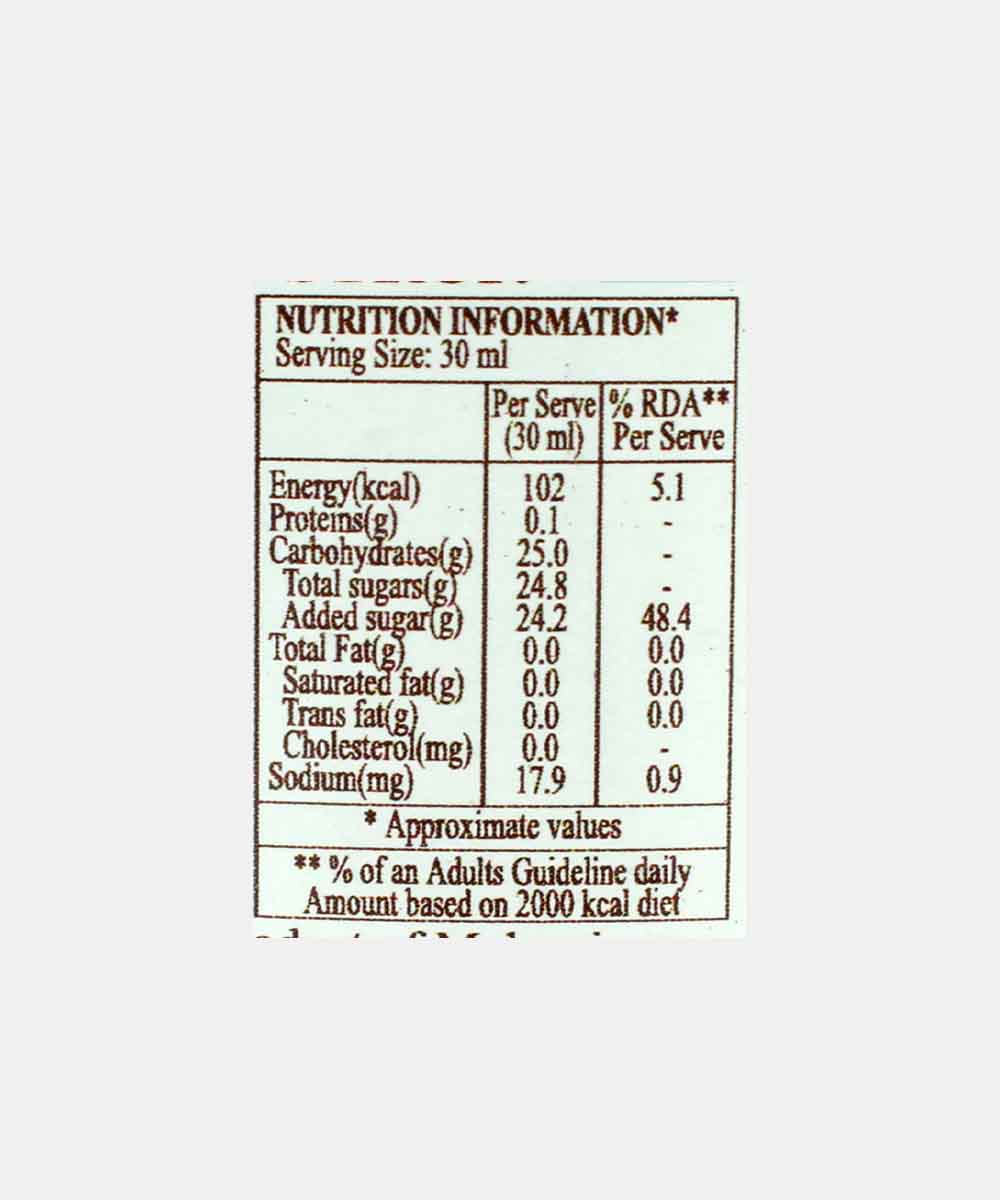 NUTRITION INFORMATION*
Serving Size: 30 ml
Per Serve (30 ml) % RDA** Per Serve
Energy(kcal) 102 5.1
Proteins(g) 0.1 -
Carbohydrates(g) 25.0 -
Total sugars(g) 24.8 -
Added sugar(g) 24.2 48.4
Total Fat(g) 0.0 0.0
Saturated fat(g) 0.0 0.0
Trans fat(g) 0.0 0.0
Cholesterol(mg) 0.0 -
Sodium(mg) 17.9 0.9
* Approximate values
** % of an Adults Guideline daily
Amount based on 2000 kcal diet